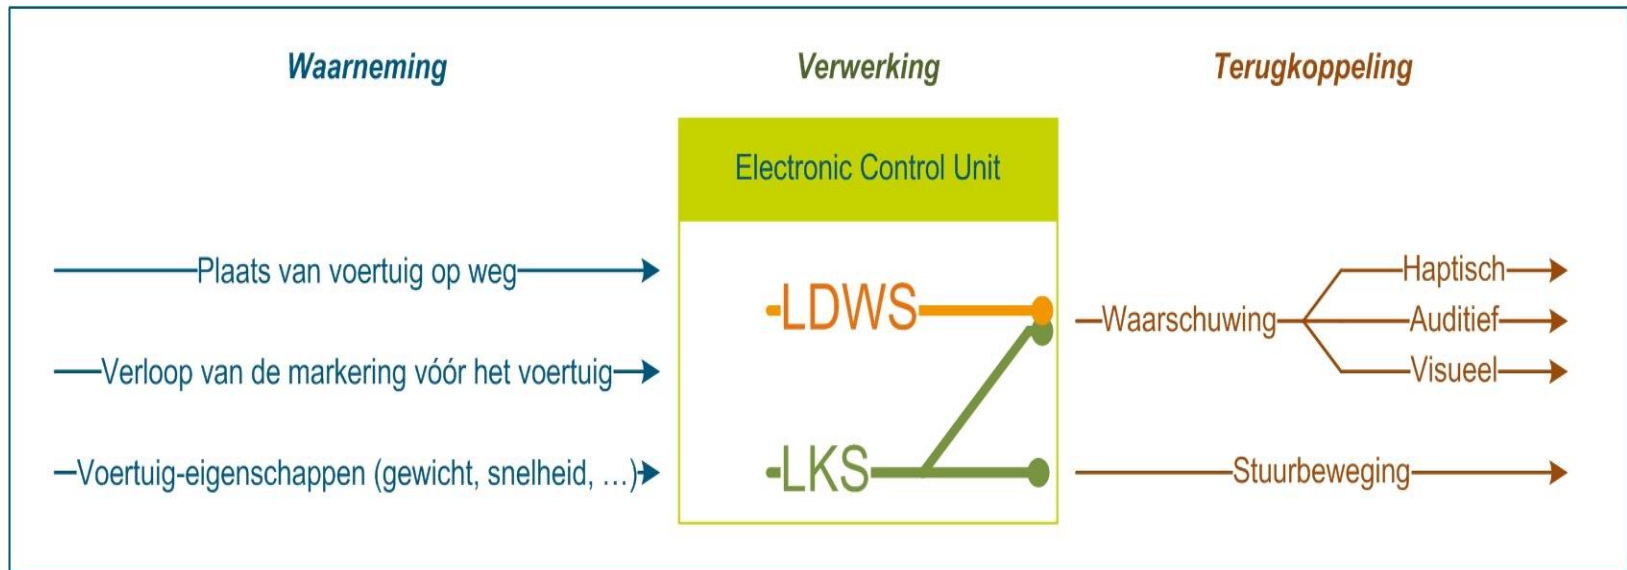 Waarneming
Verwerking
Terugkoppeling
Electronic Control Unit
Plaats van voertuig op weg
Verloop van de markering vóór het voertuig
Voertuig-eigenschappen (gewicht, snelheid, ...)
LDWS
LKS
Waarschuwing
Haptisch
Auditief
Visueel
Stuurbeweging